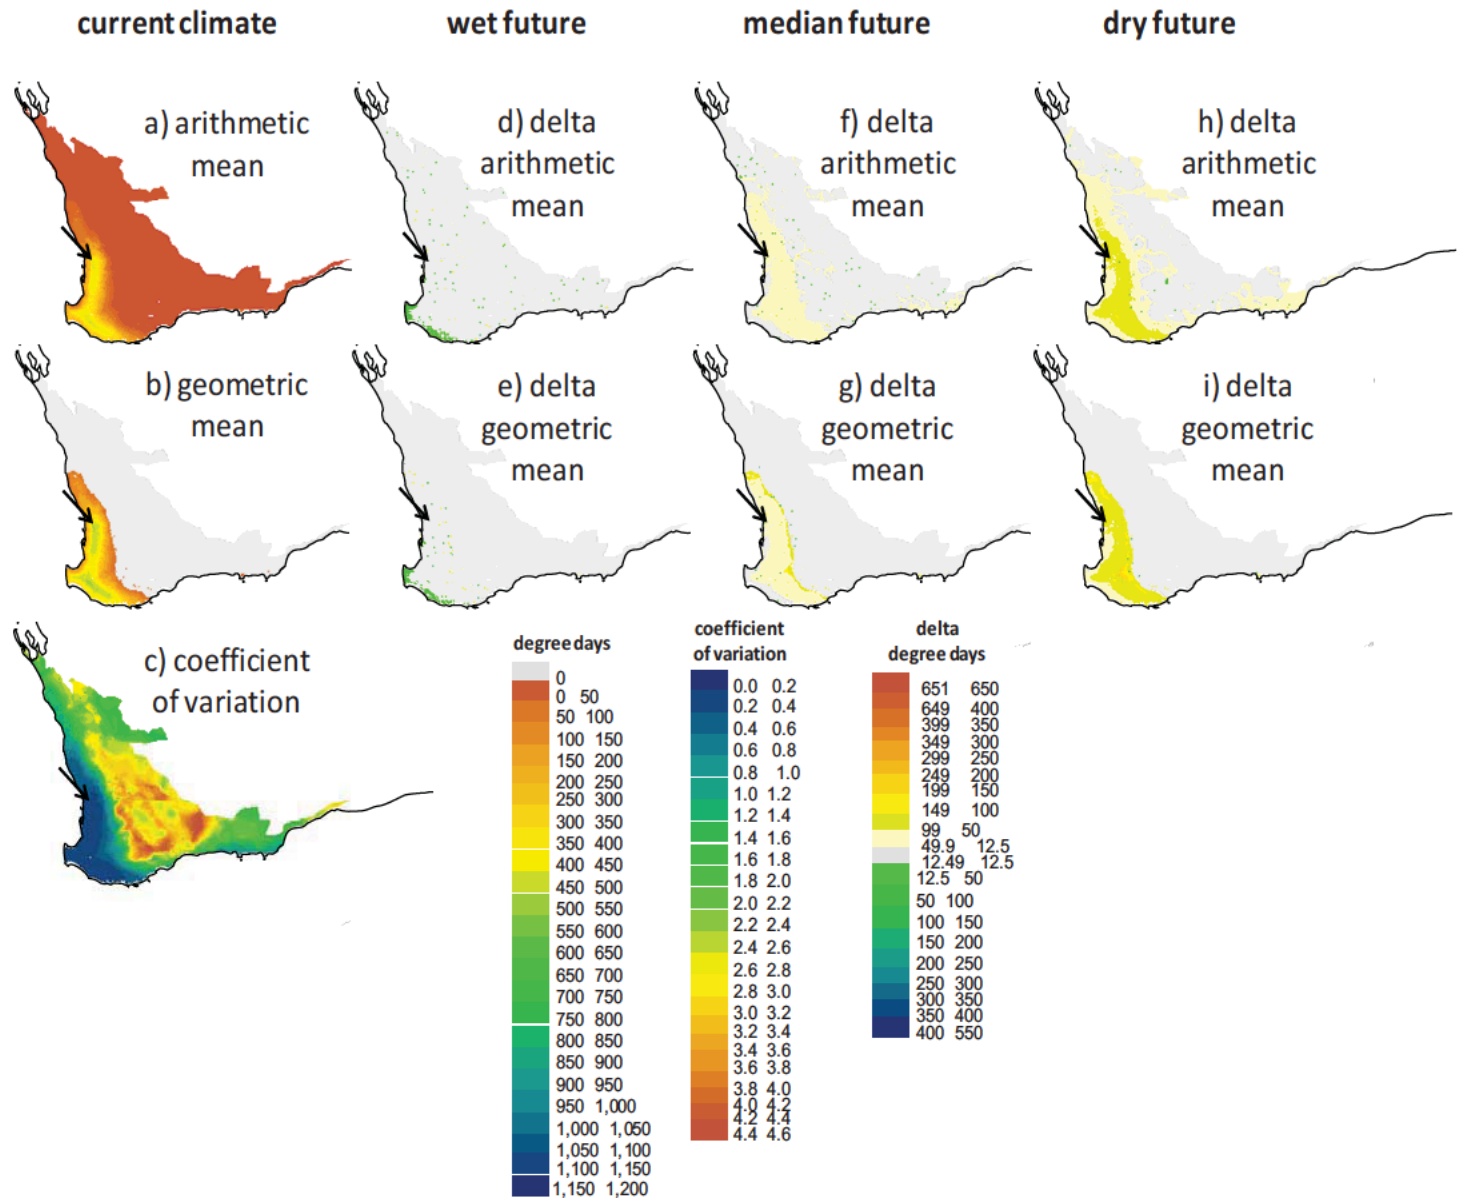 current climate
wet future
median future
dry future
a) arithmetic
mean
d) delta
arithmetic
mean
f) delta
arithmetic
mean
h) delta
arithmetic
mean
b) geometric
mean
e) delta
geometric
mean
g) delta
geometric
mean
i) delta
geometric
mean
c) coefficient
of variation
degree days
0
0 50
50 100
100 150
150 200
200 250
250 300
300 350
350 400
400 450
450 500
500 550
550 600
600 650
650 700
700 750
750 800
800 850
850 900
900 950
950 1,000
1,000 1,050
1,050 1,100
1,100 1,150
1,150 1,200
coefficient
of variation
0.0 0.2
0.2 0.4
0.4 0.6
0.6 0.8
0.8 1.0
1.0 1.2
1.2 1.4
1.4 1.6
1.6 1.8
1.8 2.0
2.0 2.2
2.2 2.4
2.4 2.6
2.6 2.8
2.8 3.0
3.0 3.2
3.2 3.4
3.4 3.6
3.6 3.8
3.8 4.0
4.0 4.2
4.2 4.4
4.4 4.6
delta
degree days
651 650
649 400
399 350
349 300
299 250
249 200
199 150
149 100
99 50
49.9 12.5
12.49 12.5
12.5 50
50 100
100 150
150 200
200 250
250 300
300 350
350 400
400 550